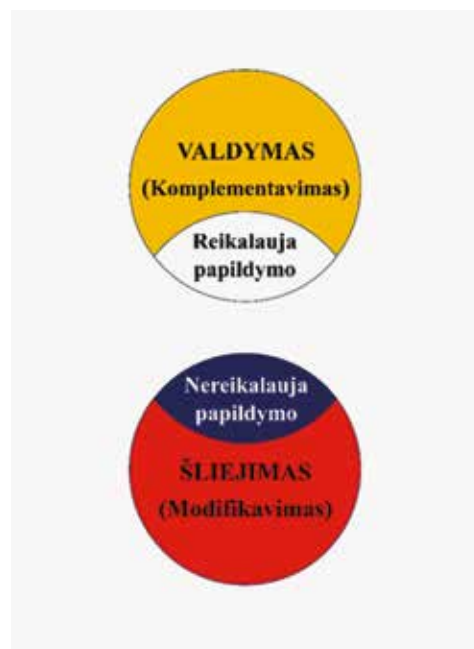 VALDYMAS
(Komplementavimas)
Reikalauja
papildymo
Nereikalauja
papildymo
ŠLIEJIMAS
(Modifikavimas)